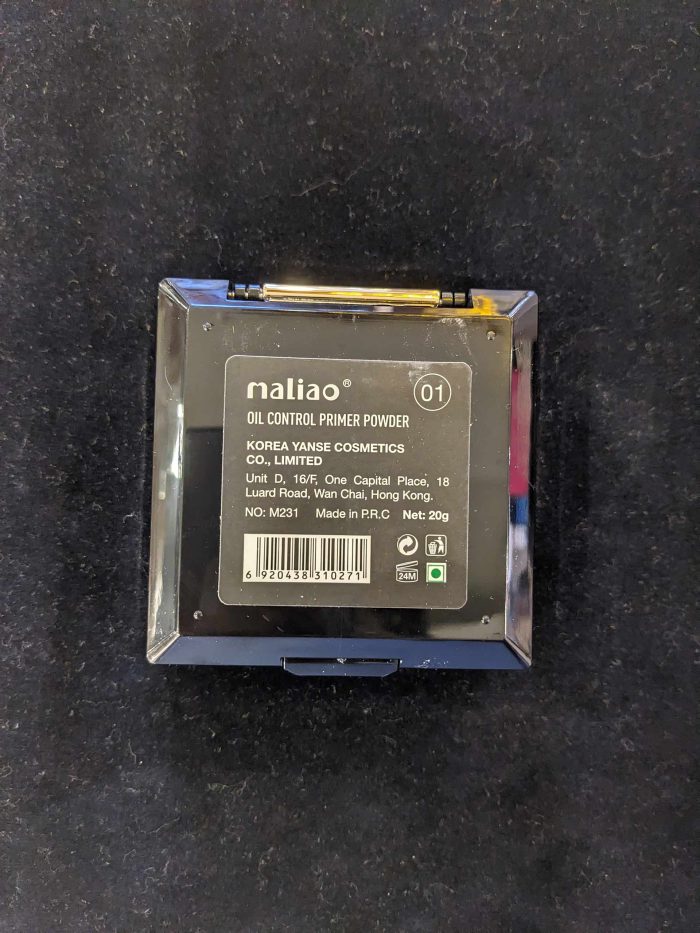 maliao®
01
OIL CONTROL PRIMER POWDER
KOREA YANSE COSMETICS
CO., LIMITED
Unit D, 16/F, One Capital Place, 18
Luard Road, Wan Chai, Hong Kong.
NO: M231 Made in P.R.C Net: 20g
6 920438 310271
24M